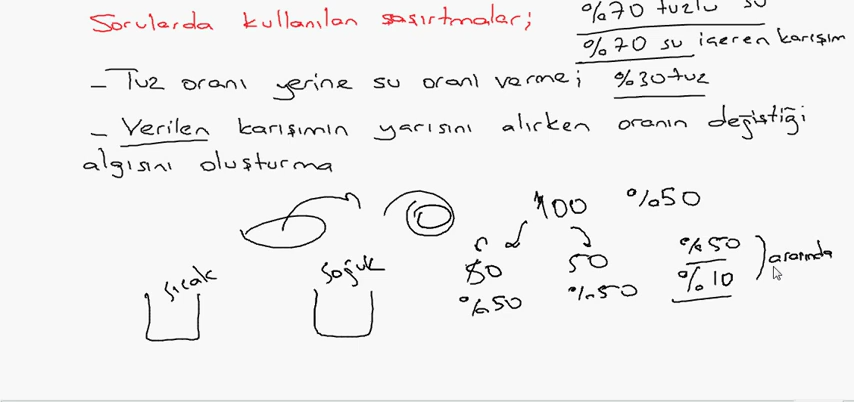 Sorularda kullanılan şaşırtmalar;
%70 tuzlu su
%70 su içeren karışım
- Tuz oranı yerine su oranı verme; %30 tuz
- Verilen karışımın yarısını alırken oranın değiştiği
algısını oluşturma
100 %50
50 50 %50
%50 %50 %10
arasında
Sıcak Soğuk